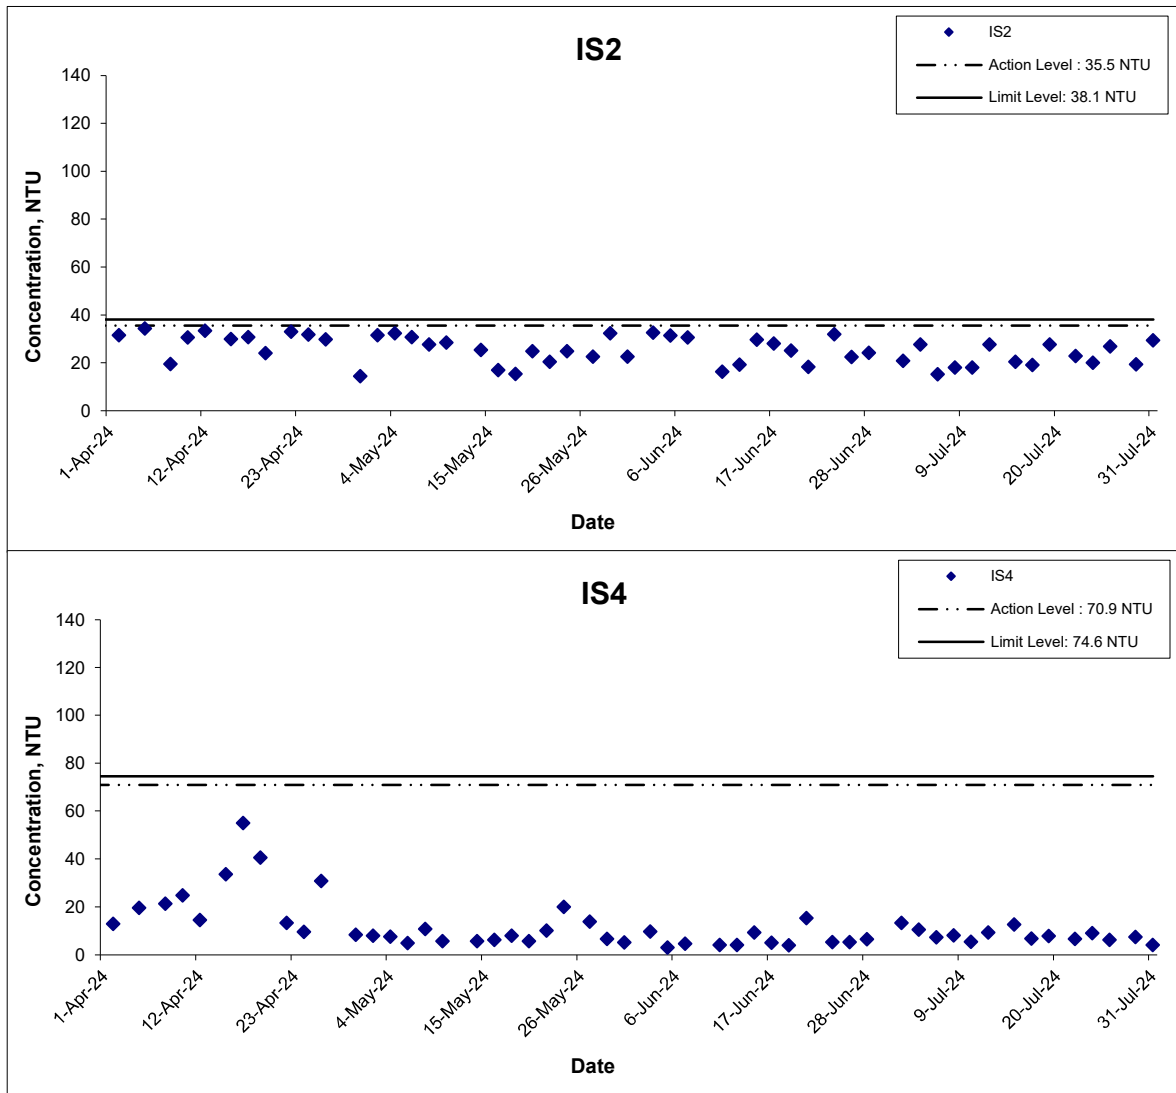 IS2
IS2
Action Level : 35.5 NTU
Limit Level: 38.1 NTU
Concentration, NTU
140
120
100
80
60
40
20
0
1-Apr-24
12-Apr-24
23-Apr-24
4-May-24
15-May-24
26-May-24
6-Jun-24
17-Jun-24
28-Jun-24
9-Jul-24
20-Jul-24
31-Jul-24
Date
IS4
IS4
Action Level : 70.9 NTU
Limit Level: 74.6 NTU
Concentration, NTU
140
120
100
80
60
40
20
0
1-Apr-24
12-Apr-24
23-Apr-24
4-May-24
15-May-24
26-May-24
6-Jun-24
17-Jun-24
28-Jun-24
9-Jul-24
20-Jul-24
31-Jul-24
Date